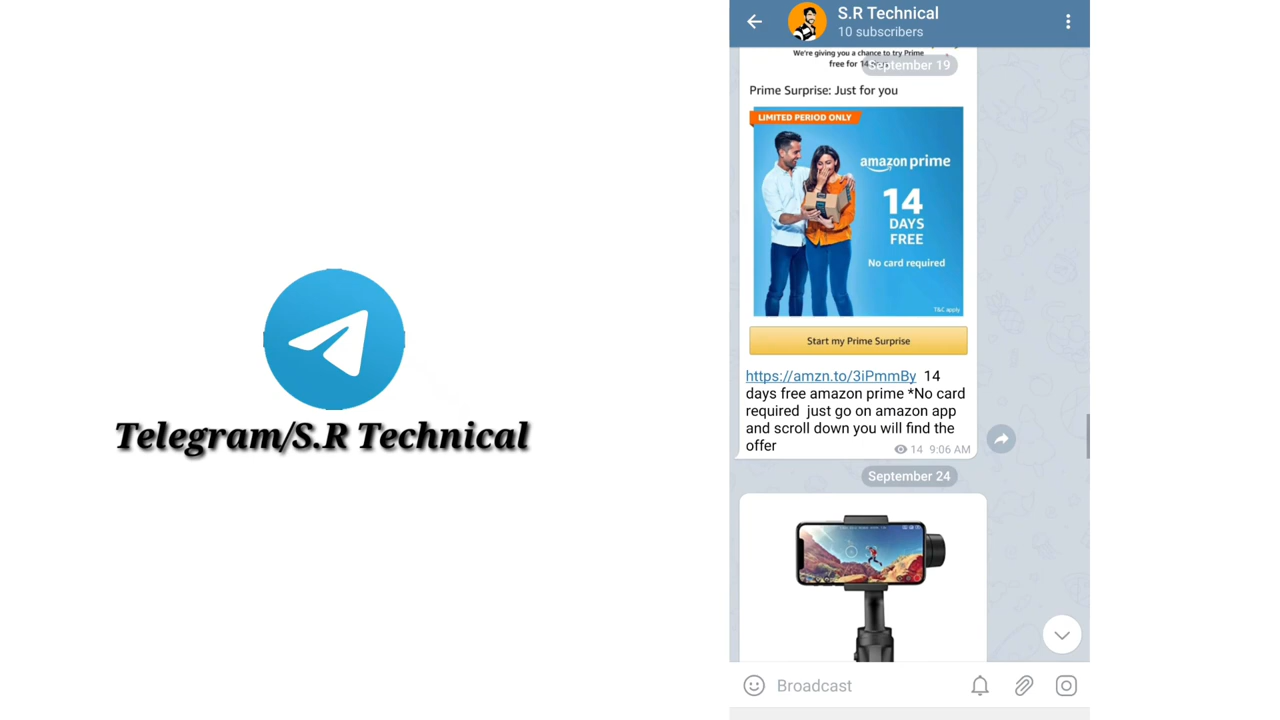 Telegram/S.R Technical
S.R Technical
10 subscribers
We're giving you a chance to try Prime
free for 14
September 19
Prime Surprise: Just for you
LIMITED PERIOD ONLY
amazon prime
14
DAYS
FREE
No card required
T&C apply
Start my Prime Surprise
https://amzn.to/3iPmmBy 14
days free amazon prime *No card
required just go on amazon app
and scroll down you will find the
offer
14 9:06 AM
September 24
Broadcast